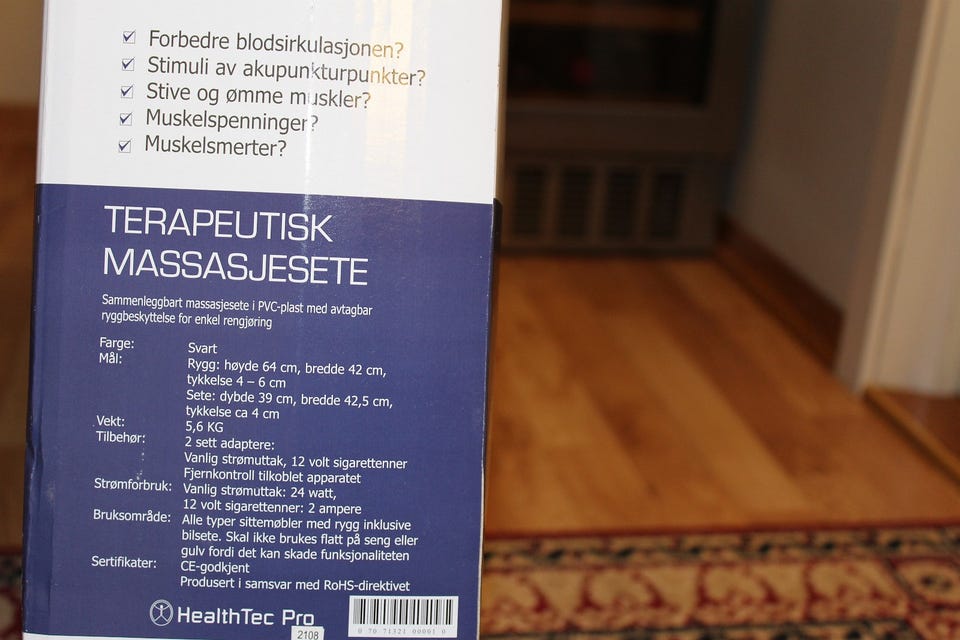 Forbedre blodsirkulasjonen?
Stimuli av akupunkturpunkter?
Stive og ømme muskler?
Muskelspenninger?
Muskelsmerter?
TERAPEUTISK
MASSASJESETE
Sammenleggbart massasjesete i PVC-plast med avtagbar
ryggbeskyttelse for enkel rengjøring
Farge: Svart
Mål: Rygg: høyde 64 cm, bredde 42 cm,
tykkelse 4 – 6 cm
Sete: dybde 39 cm, bredde 42,5 cm,
tykkelse ca 4 cm
Vekt: 5,6 KG
Tilbehør: 2 sett adaptere:
Vanlig strømuttak, 12 volt sigarettenner
Fjernkontroll tilkoblet apparatet
Strømforbruk: Vanlig strømuttak: 24 watt,
12 volt sigarettenner: 2 ampere
Bruksområde: Alle typer sittemøbler med rygg inklusive
bilsete. Skal ikke brukes flatt på seng eller
gulv fordi det kan skade funksjonaliteten
Sertifikater: CE-godkjent
Produsert i samsvar med RoHS-direktivet
HealthTec Pro
2108
0 70 71321 00001 0